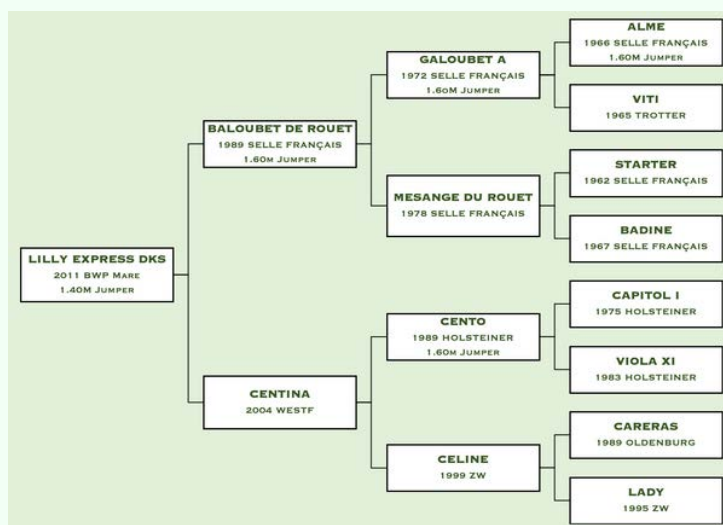 ALME
1966 SELLE FRANÇAIS
1.60M JUMPER
GALOUBET A
1972 SELLE FRANÇAIS
1.60M JUMPER
VITI
1965 TROTTER
BALOUBET DE ROUET
1989 SELLE FRANÇAIS
1.60M JUMPER
STARTER
1962 SELLE FRANÇAIS
MESANGE DU ROUET
1978 SELLE FRANÇAIS
BADINE
1967 SELLE FRANÇAIS
LILLY EXPRESS DKS
2011 BWP MARE
1.40M JUMPER
CAPITOL I
1975 HOLSTEINER
CENTO
1989 HOLSTEINER
1.60M JUMPER
VIOLA XI
1983 HOLSTEINER
CENTINA
2004 WESTF
CARERAS
1989 OLDENBURG
CELINE
1999 ZW
LADY
1995 ZW